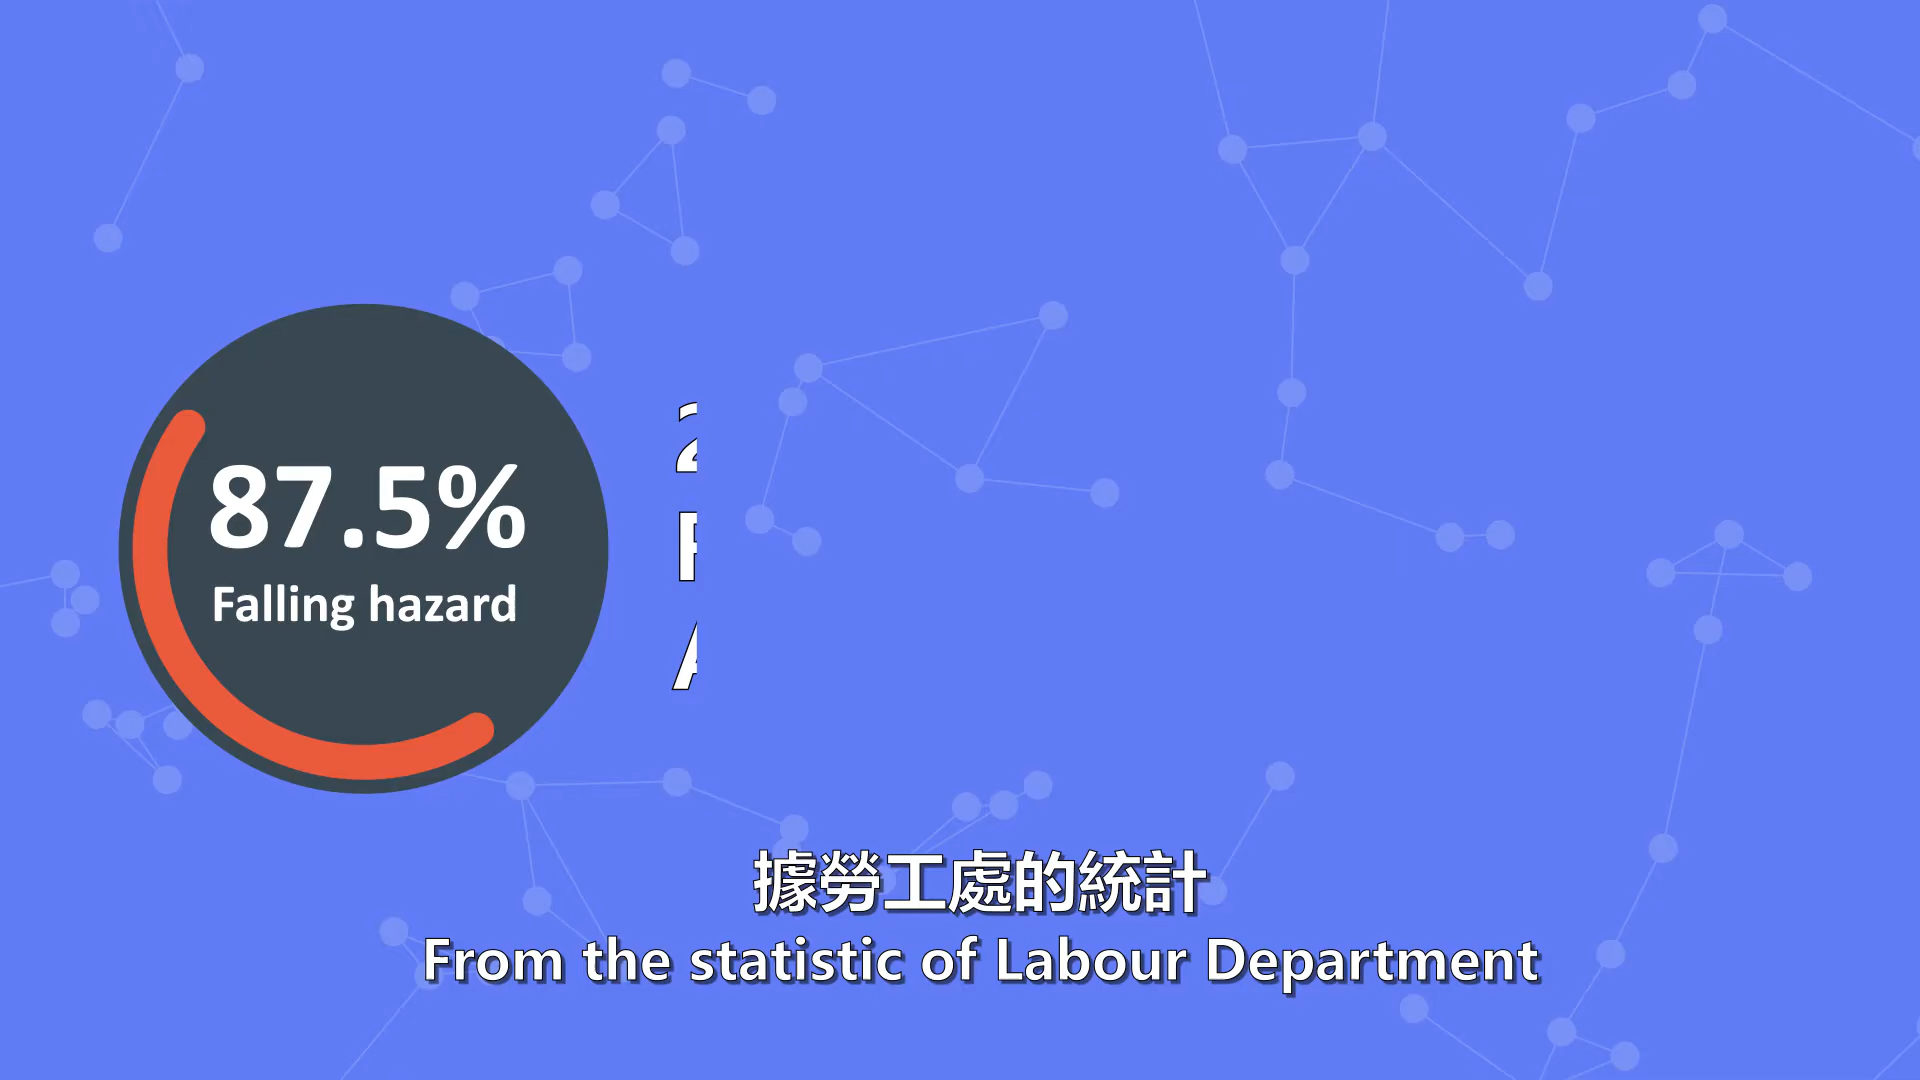 87.5%
Falling hazard
據勞工處的統計
From the statistic of Labour Department